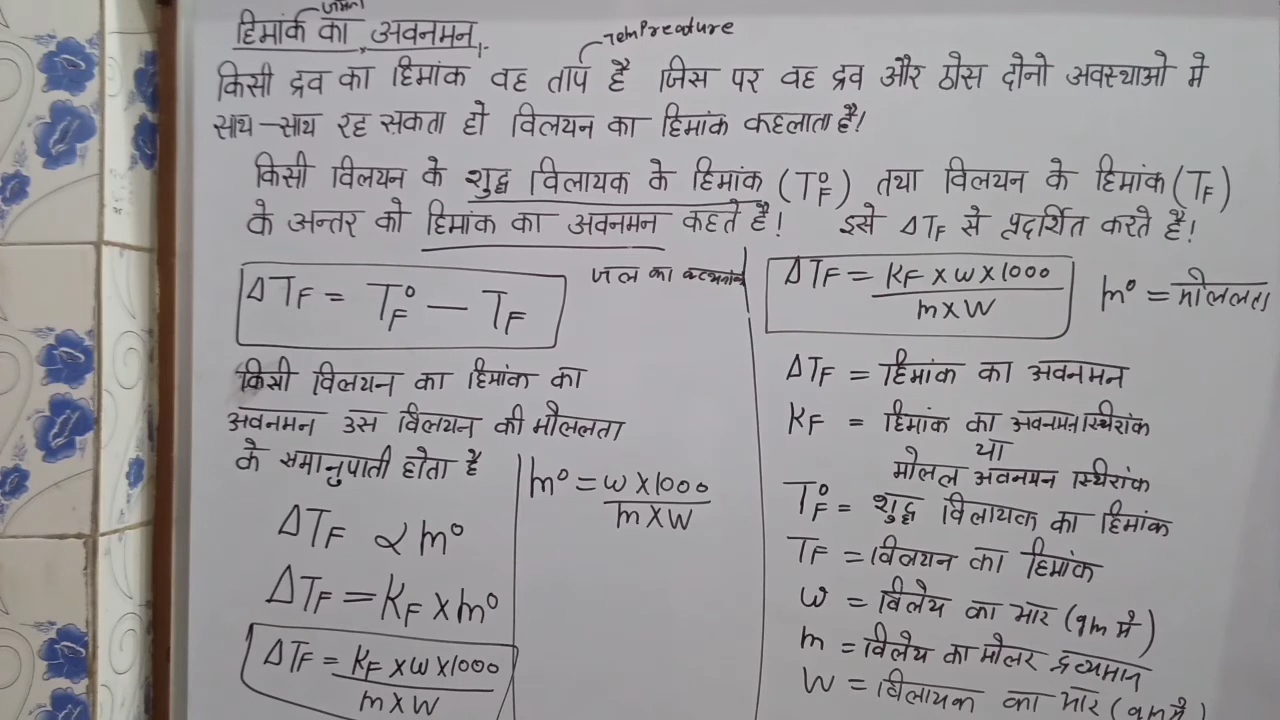 जमना
हिमांक का अवनमन
Tempreature
किसी द्रव का हिमांक वह ताप है जिस पर वह द्रव और ठोस दोनो अवस्थाओ मे
साथ-साथ रह सकता हो विलयन का हिमांक कहलाता है!
किसी विलयन के शुद्ध विलायक के हिमांक (T°F) तथा विलयन के हिमांक (TF)
के अन्तर को हिमांक का अवनमन कहते है! इसे ΔTF से प्रदर्शित करते है!
ΔTF = T°F – TF
जल का
किसी विलयन का हिमांक का
अवनमन उस विलयन की मोललता
के समानुपाती होता है
ΔTF ∝ m°
ΔTF = KF × m°
ΔTF = KF × w × 1000
m × W
m° = w × 1000
m × W
ΔTF = KF × w × 1000
m × W
m° = मोललता
ΔTF = हिमांक का अवनमन
KF = हिमांक का अवनमन स्थिरांक
या
मोलल अवनमन स्थिरांक
T°F = शुद्ध विलायक का हिमांक
TF = विलयन का हिमांक
w = विलेय का भार (gm मे)
m = विलेय का मोलर द्रव्यमान
W = विलायक का भार (gm मे)